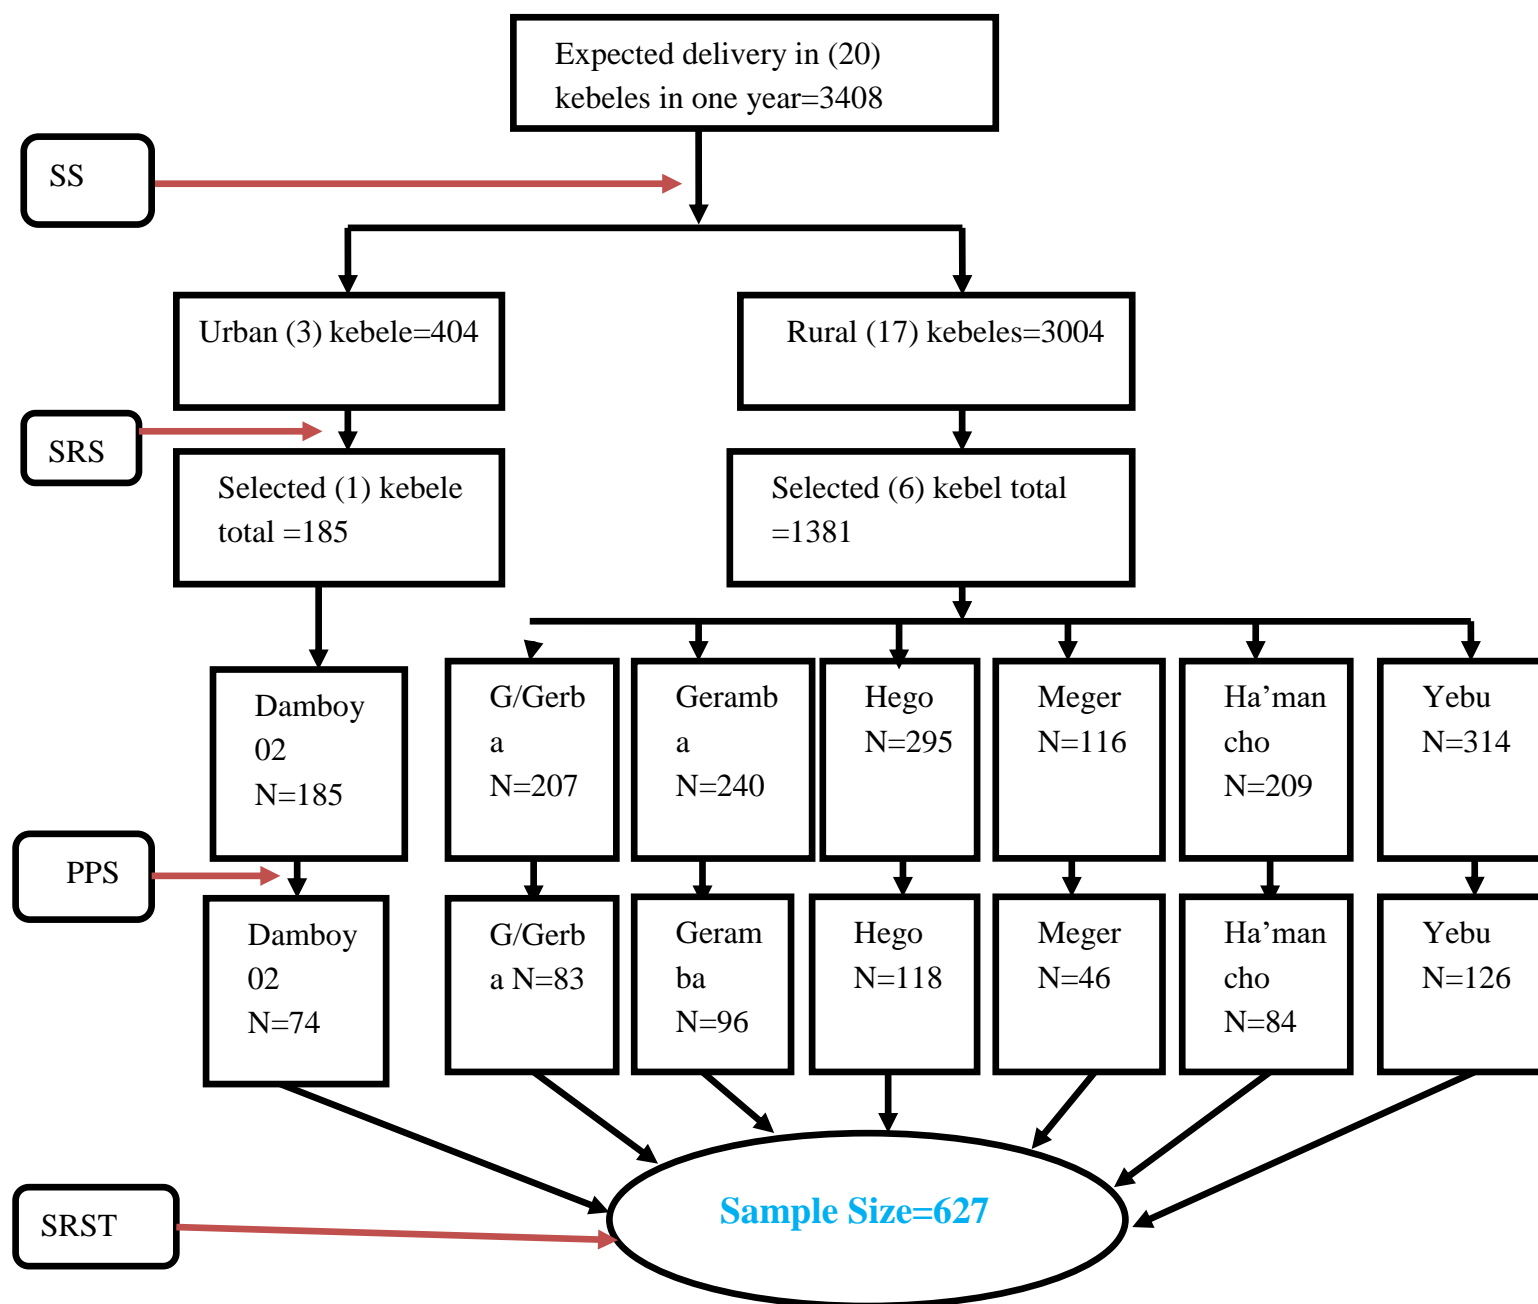 Expected delivery in (20)
kebeles in one year=3408
SS
Urban (3) kebele=404
Rural (17) kebeles=3004
SRS
Selected (1) kebele
total =185
Selected (6) kebel total
=1381
Damboy
02
N=185
G/Gerb
a
N=207
Geramb
a
N=240
Hego
N=295
Meger
N=116
Ha’man
cho
N=209
Yebu
N=314
PPS
Damboy
02
N=74
G/Gerb
a N=83
Geram
ba
N=96
Hego
N=118
Meger
N=46
Ha’man
cho
N=84
Yebu
N=126
SRST
Sample Size=627